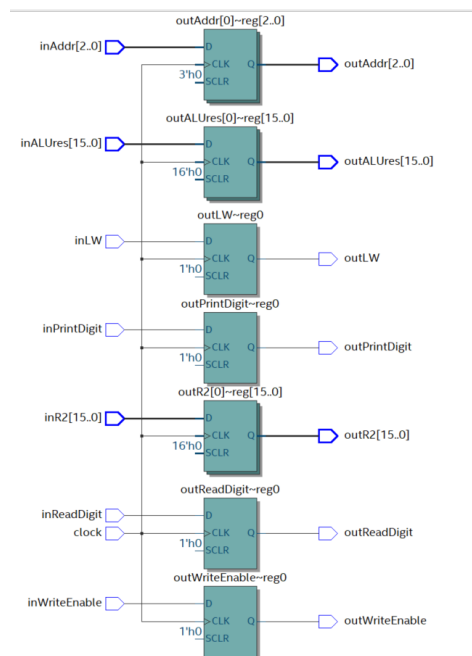 outAddr[0]~reg[2..0]
inAddr[2..0]
D
CLK
Q
outAddr[2..0]
3'h0
SCLR
outALUres[0]~reg[15..0]
inALUres[15..0]
D
>CLK
Q
outALUres[15..0]
16'h0
SCLR
outLW~reg0
inLW
D
>CLK
Q
outLW
1'h0
SCLR
outPrintDigit~reg0
inPrintDigit
D
>CLK
Q
outPrintDigit
1'h0
SCLR
outR2[0]~reg[15..0]
inR2[15..0]
D
>CLK
Q
outR2[15..0]
16'h0
SCLR
outReadDigit~reg0
inReadDigit
D
clock
>CLK
Q
outReadDigit
1'h0
SCLR
outWriteEnable~reg0
inWriteEnable
D
>CLK
Q
outWriteEnable
1'h0
SCLR